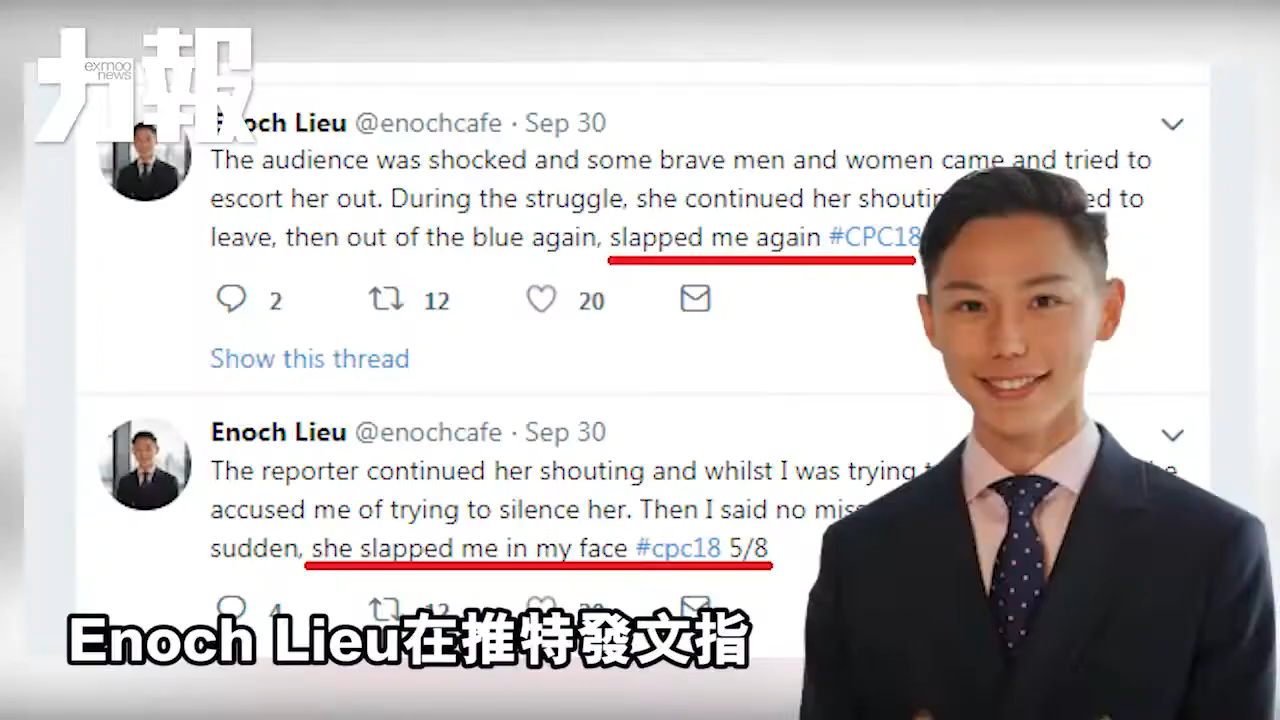 力報
exmoo
news
Enoch Lieu @enochcafe · Sep 30
The audience was shocked and some brave men and women came and tried to
escort her out. During the struggle, she continued her to
leave, then out of the blue again, slapped me again #CPC18
2 12 20
Show this thread
Enoch Lieu @enochcafe · Sep 30
The reporter continued her shouting and whilst I was trying
accused me of trying to silence her. Then I said no
sudden, she slapped me in my face #cpc18 5/8
Enoch Lieu在推特發文指